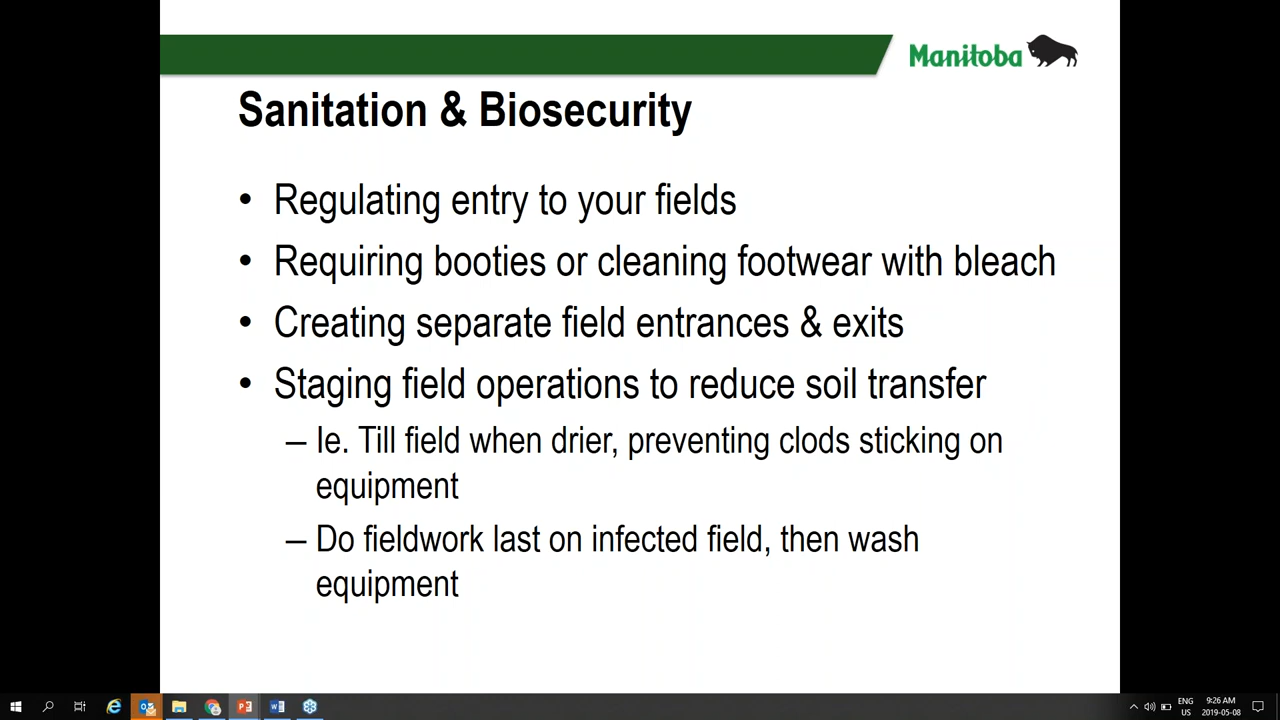 Manitoba
Sanitation & Biosecurity
• Regulating entry to your fields
• Requiring booties or cleaning footwear with bleach
• Creating separate field entrances & exits
• Staging field operations to reduce soil transfer
– Ie. Till field when drier, preventing clods sticking on
equipment
– Do fieldwork last on infected field, then wash
equipment
ENG
US
9:26 AM
2019-05-08